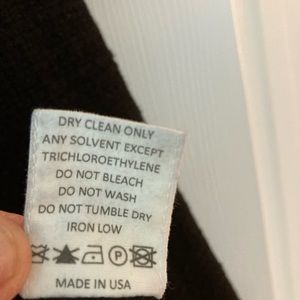 DRY CLEAN ONLY
ANY SOLVENT EXCEPT
TRICHLOROETHYLENE
DO NOT BLEACH
DO NOT WASH
DO NOT TUMBLE DRY
IRON LOW
P
MADE IN USA